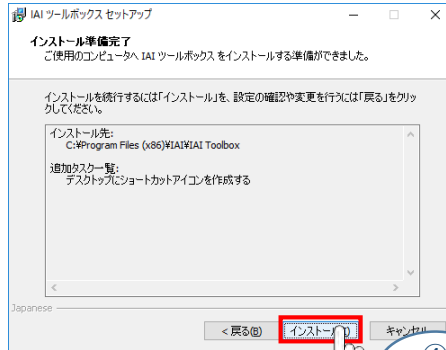 IAI ツールボックス セットアップ
インストール準備完了
ご使用のコンピュータへ IAI ツールボックス をインストールする準備ができました。
インストールを続行するには「インストール」を、設定の確認や変更を行うには「戻る」をクリッ
クしてください。
インストール先:
C:¥Program Files (x86)¥IAI¥IAI Toolbox
追加タスク一覧:
デスクトップにショートカットアイコンを作成する
Japanese
< 戻る(B)
インストール(I)
キャンセル